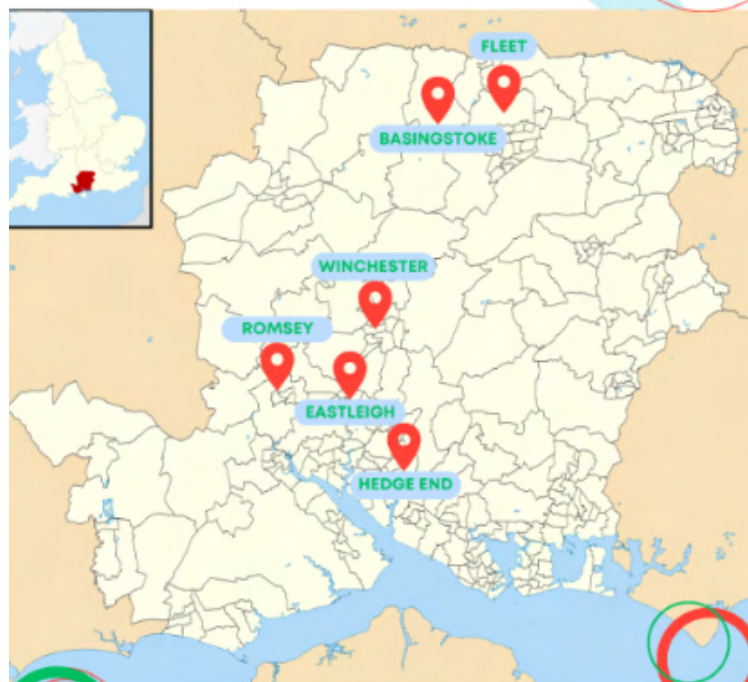 FLEET
BASINGSTOKE
WINCHESTER
ROMSEY
EASTLEIGH
HEDGE END